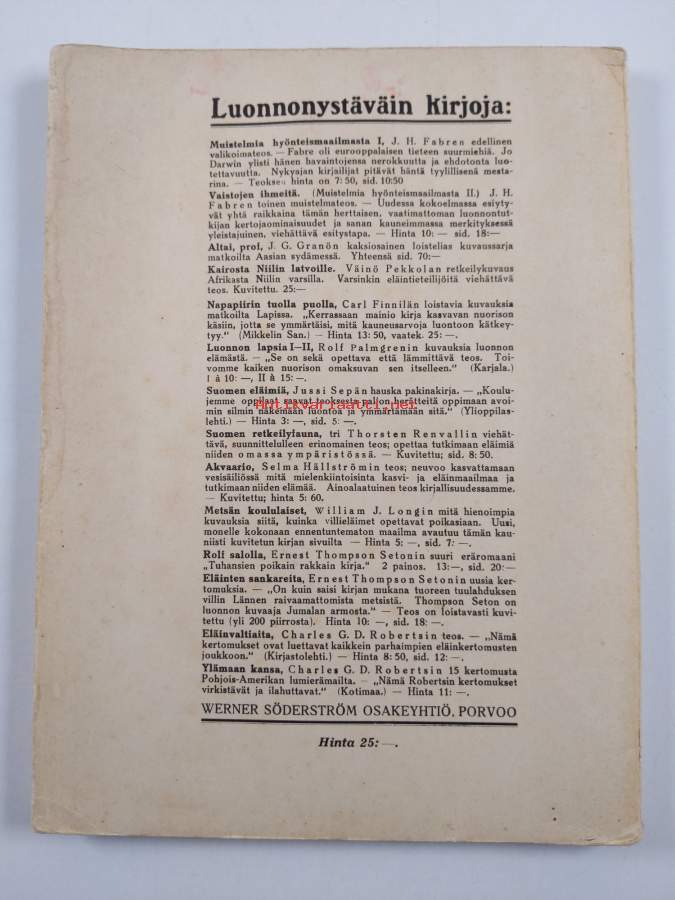 Luonnonystäväin kirjoja:
Muistelmia hyönteismaailmasta I, J. H. Fabren edellinen
valikoimateos. — Fabre oli eurooppalaisen tieteen suurmiehiä. Jo
Darwin ylisti hänen havaintojensa nerokkuutta ja ehdotonta luo-
tettavuutta. Nykyajan kirjailijat pitävät häntä tyylillisenä mesta-
rina. — Teoksen hinta on 7:50, sid. 10:50
Vaistojen ihmeitä. (Muistelmia hyönteismaailmasta II.) J. H.
Fabren toinen muistelmateos. — Uudessa kokoelmassa esiyty-
vät yhtä raikkaina tämän herttaisen, vaatimattoman luonnontut-
kijan kertojaominaisuudet ja sanan kauneimmassa merkityksessä
yleistajuinen, viehättävä esitystapa. — Hinta 10: — sid. 18:—
Altai, prof, J. G. Granön kaksiosainen loistelias kuvaussarja
matkoilta Aasian sydämessä. Yhteensä sid. 70:—
Kairosta Niilin latvoille. Väinö Pekkolan retkeilykuvaus
Afrikasta Niilin varsilla. Varsinkin eläintieteilijöitä viehättävä
teos. Kuvitettu. 25:—
Napapiirin tuolla puolla, Carl Finnilän loistavia kuvauksia
matkoilta Lapissa. „Kerrassaan mainio kirja kasvavan nuorison
käsiin, jotta se ymmärtäisi, mitä kauneusarvoja luontoon kätkey-
tyy.“ (Mikkelin San.) — Hinta 13:50, vaatek. 25:—.
Luonnon lapsia I—II, Rolf Palmgrenin kuvauksia luonnon
elämästä. — „Se on sekä opettava että lämmittävä teos. Toi-
vomme kaiken nuorison omaksuvan sen itselleen.“ (Karjala.)
I à 10: —, II à 15: —.
Suomen eläimiä, Jussi Sepän hauska pakinakirja. — „Koulu-
jemme oppilaat saavat teoksesta paljon herätteitä oppimaan avoi-
min silmin näkemään luontoa ja ymmärtämään sitä.“ (Ylioppilas-
lehti.) — Hinta 3: —, sid. 5: —.
antikvariaatti.net
Suomen retkeilyfauna, tri Thorsten Renvallin viehät-
tävä, suunnittelulleen erinomainen teos; opettaa tutkimaan eläimiä
niiden omassa ympäristössä. — Kuvitettu; sid. 8:50.
Akvaario, Selma Hällströmin teos; neuvoo kasvattamaan
vesisäiliössä mitä mielenkiintoisinta kasvi- ja eläinmaailmaa ja
tutkimaan niiden elämää. Ainoalaatuinen teos kirjallisuudessamme.
— Kuvitettu; hinta 5: 60.
Metsän koululaiset, William J. Longin mitä hienoimpia
kuvauksia siitä, kuinka villieläimet opettavat poikasiaan. Uusi,
monelle kokonaan ennentuntematon maailma avautuu tämän kau-
niisti kuvitetun kirjan sivuilta — Hinta 5: —, sid. 7: —.
Rolf salolla, Ernest Thompson Setonin suuri eräromaani
„Tuhansien poikain rakkain kirja.“ 2 painos. 13:—, sid. 20:—
Eläinten sankareita, Ernest Thompson Setonin uusia ker-
tomuksia. — „On kuin saisi kirjan mukana tuoreen tuulahduksen
villin Lännen raivaamattomista metsistä. Thompson Seton on
luonnon kuvaaja Jumalan armosta.“ — Teos on loistavasti kuvi-
tettu (yli 200 piirrosta). Hinta 10: —, sid. 18: —.
Eläinvaltiaita, Charles G. D. Robertsin teos. — „Nämä
kertomukset ovat luettavat kaikkein parhaimpien eläinkertomusten
joukkoon.“ (Kirjastolehti.) — Hinta 8:50, sid. 12: —.
Ylämaan kansa, Charles G. D. Robertsin 15 kertomusta
Pohjois-Amerikan lumierämailta. — „Nämä Robertsin kertomukset
virkistävät ja ilahuttavat.“ (Kotimaa.) — Hinta 11: —.
WERNER SÖDERSTRÖM OSAKEYHTIÖ, PORVOO
Hinta 25: —.